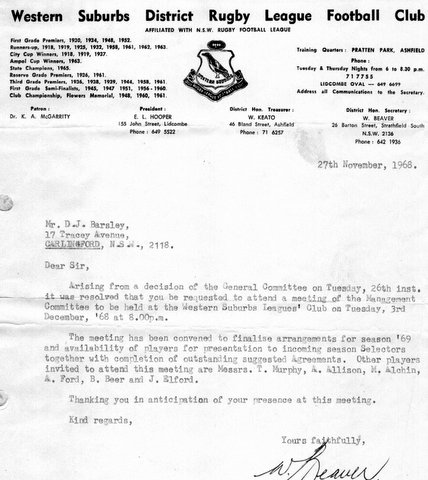 Western Suburbs District Rugby League Football Club
AFFILIATED WITH N.S.W. RUGBY FOOTBALL LEAGUE
First Grade Premiers, 1930, 1934, 1948, 1952.
Runners-up, 1918, 1919, 1925, 1932, 1958, 1961, 1962, 1963.
City Cup Winners, 1918, 1919, 1937.
Ampol Cup Winners, 1963.
State Champions, 1965.
Reserve Grade Premiers, 1936, 1961.
Third Grade Premiers, 1936, 1938, 1939, 1944, 1958, 1961.
First Grade Semi-Finalists, 1945, 1947, 1951, 1956 - 1960.
Club Championship, Flowers Memorial, 1948, 1960, 1961.
WESTERN SUBURBS
Training Quarters : PRATTEN PARK, ASHFIELD
Phone :
Tuesday & Thursday Nights from 6 to 8.30 p.m.
71 7755
LIDCOMBE OVAL — 649 6699
Address all Communications to the Secretary.
Patron :
Dr. K. A. McGARRITY
President :
E. L. HOOPER
155 John Street, Lidcombe
Phone : 649 5522
District Hon. Treasurer :
W. KEATO
46 Bland Street, Ashfield
Phone : 71 6257
District Hon. Secretary :
W. BEAVER
26 Barton Street, Strathfield South
N.S.W. 2136
Phone : 642 1936
27th November, 1968.
Mr. D.J. Barsley,
17 Tracey Avenue,
CARLINGFORD, N.S.W., 2118.
Dear Sir,
Arising from a decision of the General Committee on Tuesday, 26th inst.
it was resolved that you be requested to attend a meeting of the Management
Committee to be held at the Western Suburbs Leagues' Club on Tuesday, 3rd
December, '68 at 8.00p.m.
The meeting has been convened to finalise arrangements for season '69
and availability of players for presentation to incoming season Selectors
together with completion of outstanding suggested Agreements. Other players
invited to attend this meeting are Messrs. T. Murphy, A. Allison, M. Alchin,
A. Ford, B. Beer and J. Elford.
Thanking you in anticipation of your presence at this meeting.
Kind regards,
Yours faithfully,
W. Beaver